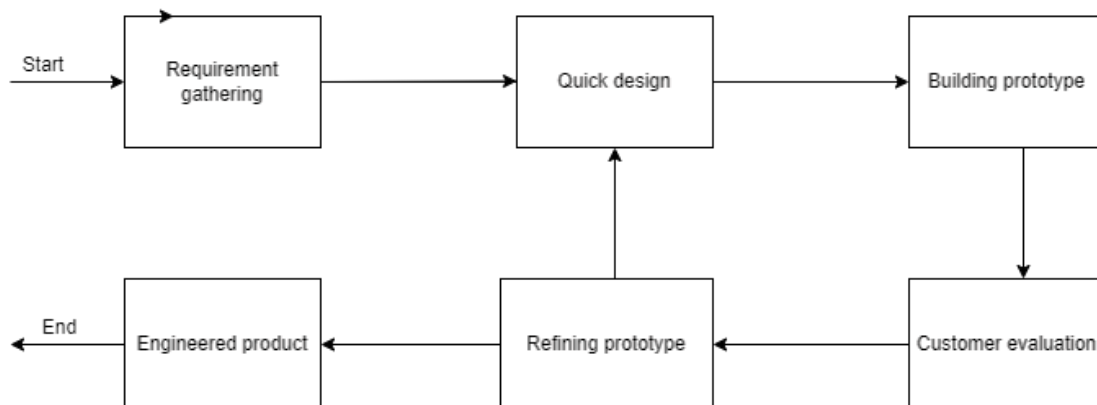 Start
Requirement
gathering
Quick design
Building prototype
End
Engineered product
Refining prototype
Customer evaluation